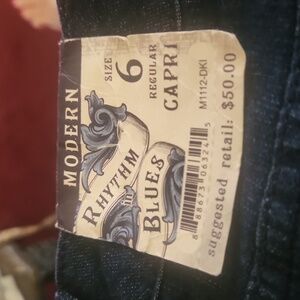 MODERN
RHYTHM
in
BLUES
SIZE
6
REGULAR
CAPRI
M1112-DKI
suggested retail: $50.00